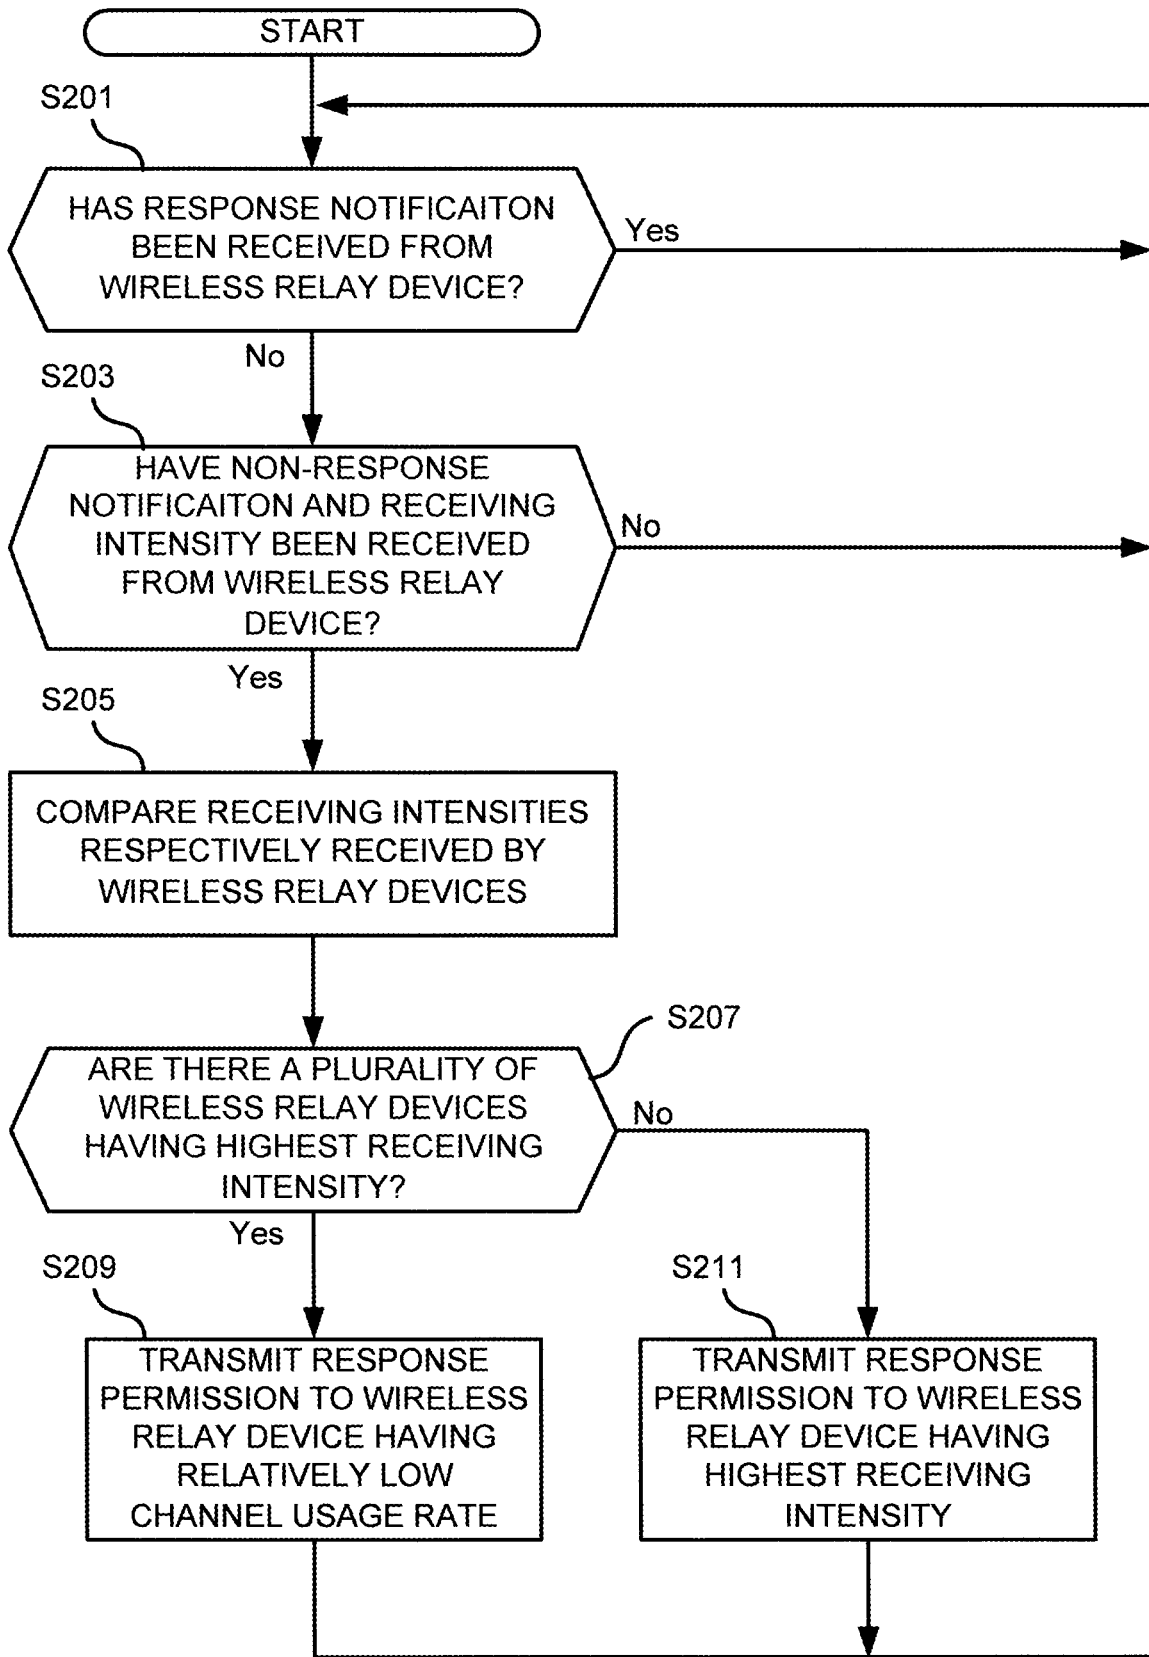 START
S201
HAS RESPONSE NOTIFICAITON
BEEN RECEIVED FROM
WIRELESS RELAY DEVICE?
Yes
No
S203
HAVE NON-RESPONSE
NOTIFICAITON AND RECEIVING
INTENSITY BEEN RECEIVED
FROM WIRELESS RELAY
DEVICE?
No
Yes
S205
COMPARE RECEIVING INTENSITIES
RESPECTIVELY RECEIVED BY
WIRELESS RELAY DEVICES
S207
ARE THERE A PLURALITY OF
WIRELESS RELAY DEVICES
HAVING HIGHEST RECEIVING
INTENSITY?
No
Yes
S209
TRANSMIT RESPONSE
PERMISSION TO WIRELESS
RELAY DEVICE HAVING
RELATIVELY LOW
CHANNEL USAGE RATE
S211
TRANSMIT RESPONSE
PERMISSION TO WIRELESS
RELAY DEVICE HAVING
HIGHEST RECEIVING
INTENSITY